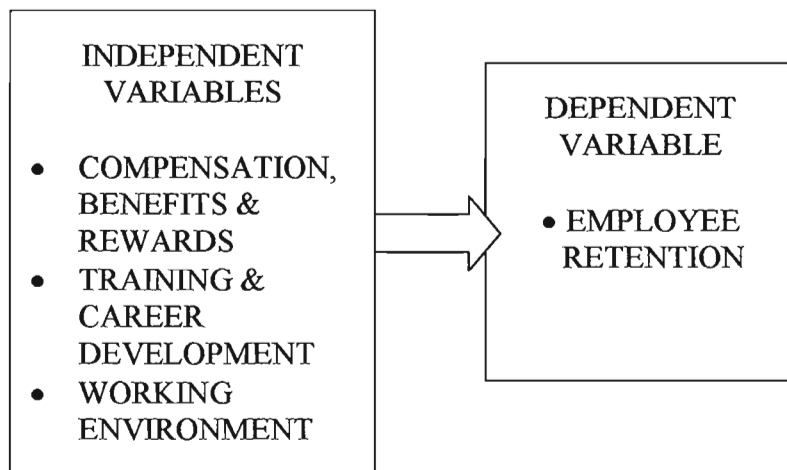 INDEPENDENT
VARIABLES
• COMPENSATION,
BENEFITS &
REWARDS
• TRAINING &
CAREER
DEVELOPMENT
• WORKING
ENVIRONMENT
DEPENDENT
VARIABLE
• EMPLOYEE
RETENTION